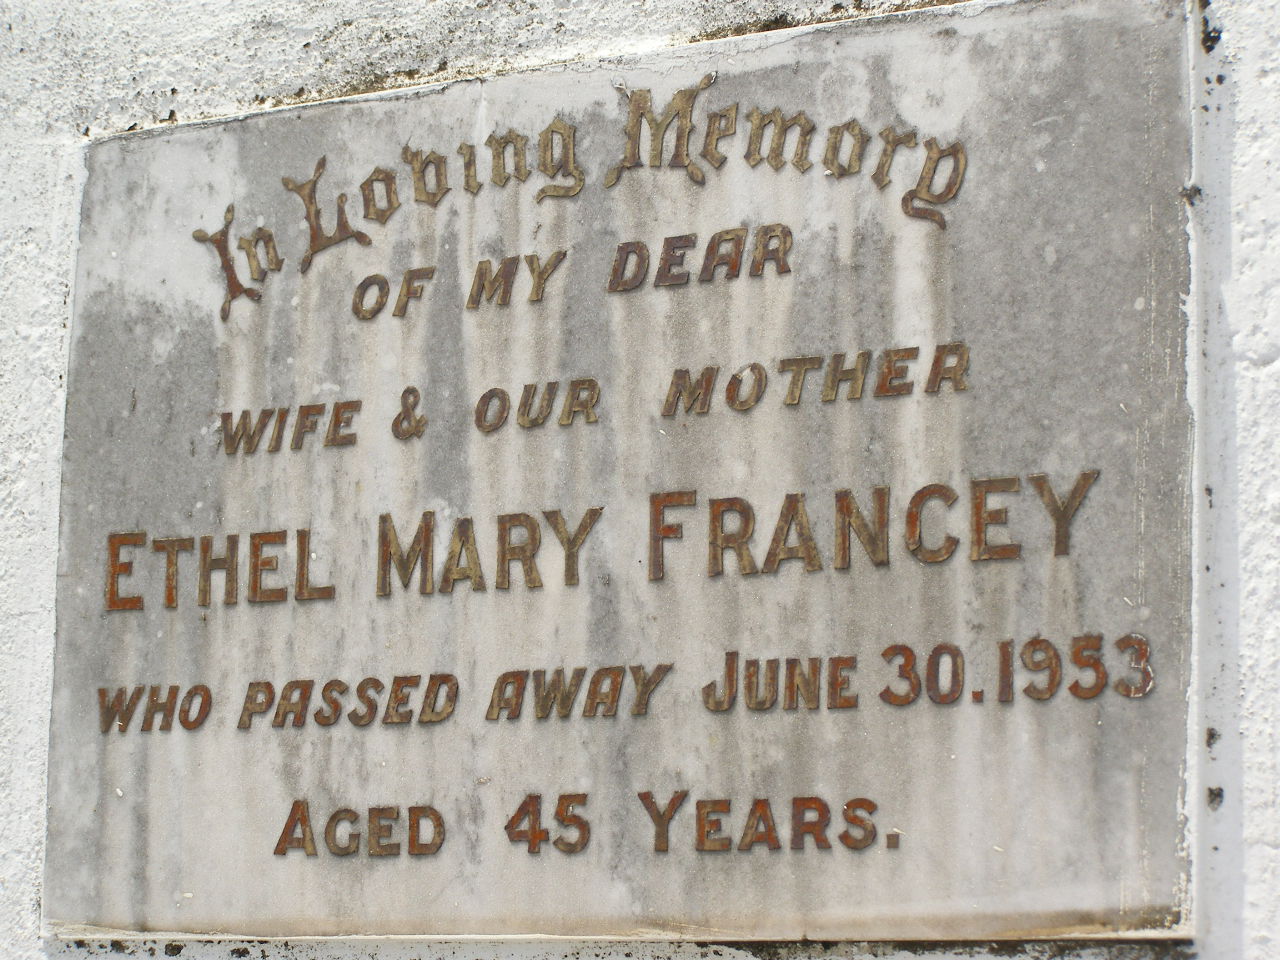 In Loving Memory
OF MY DEAR
WIFE & OUR MOTHER
ETHEL MARY FRANCEY
WHO PASSED AWAY JUNE 30.1953
AGED 45 YEARS.